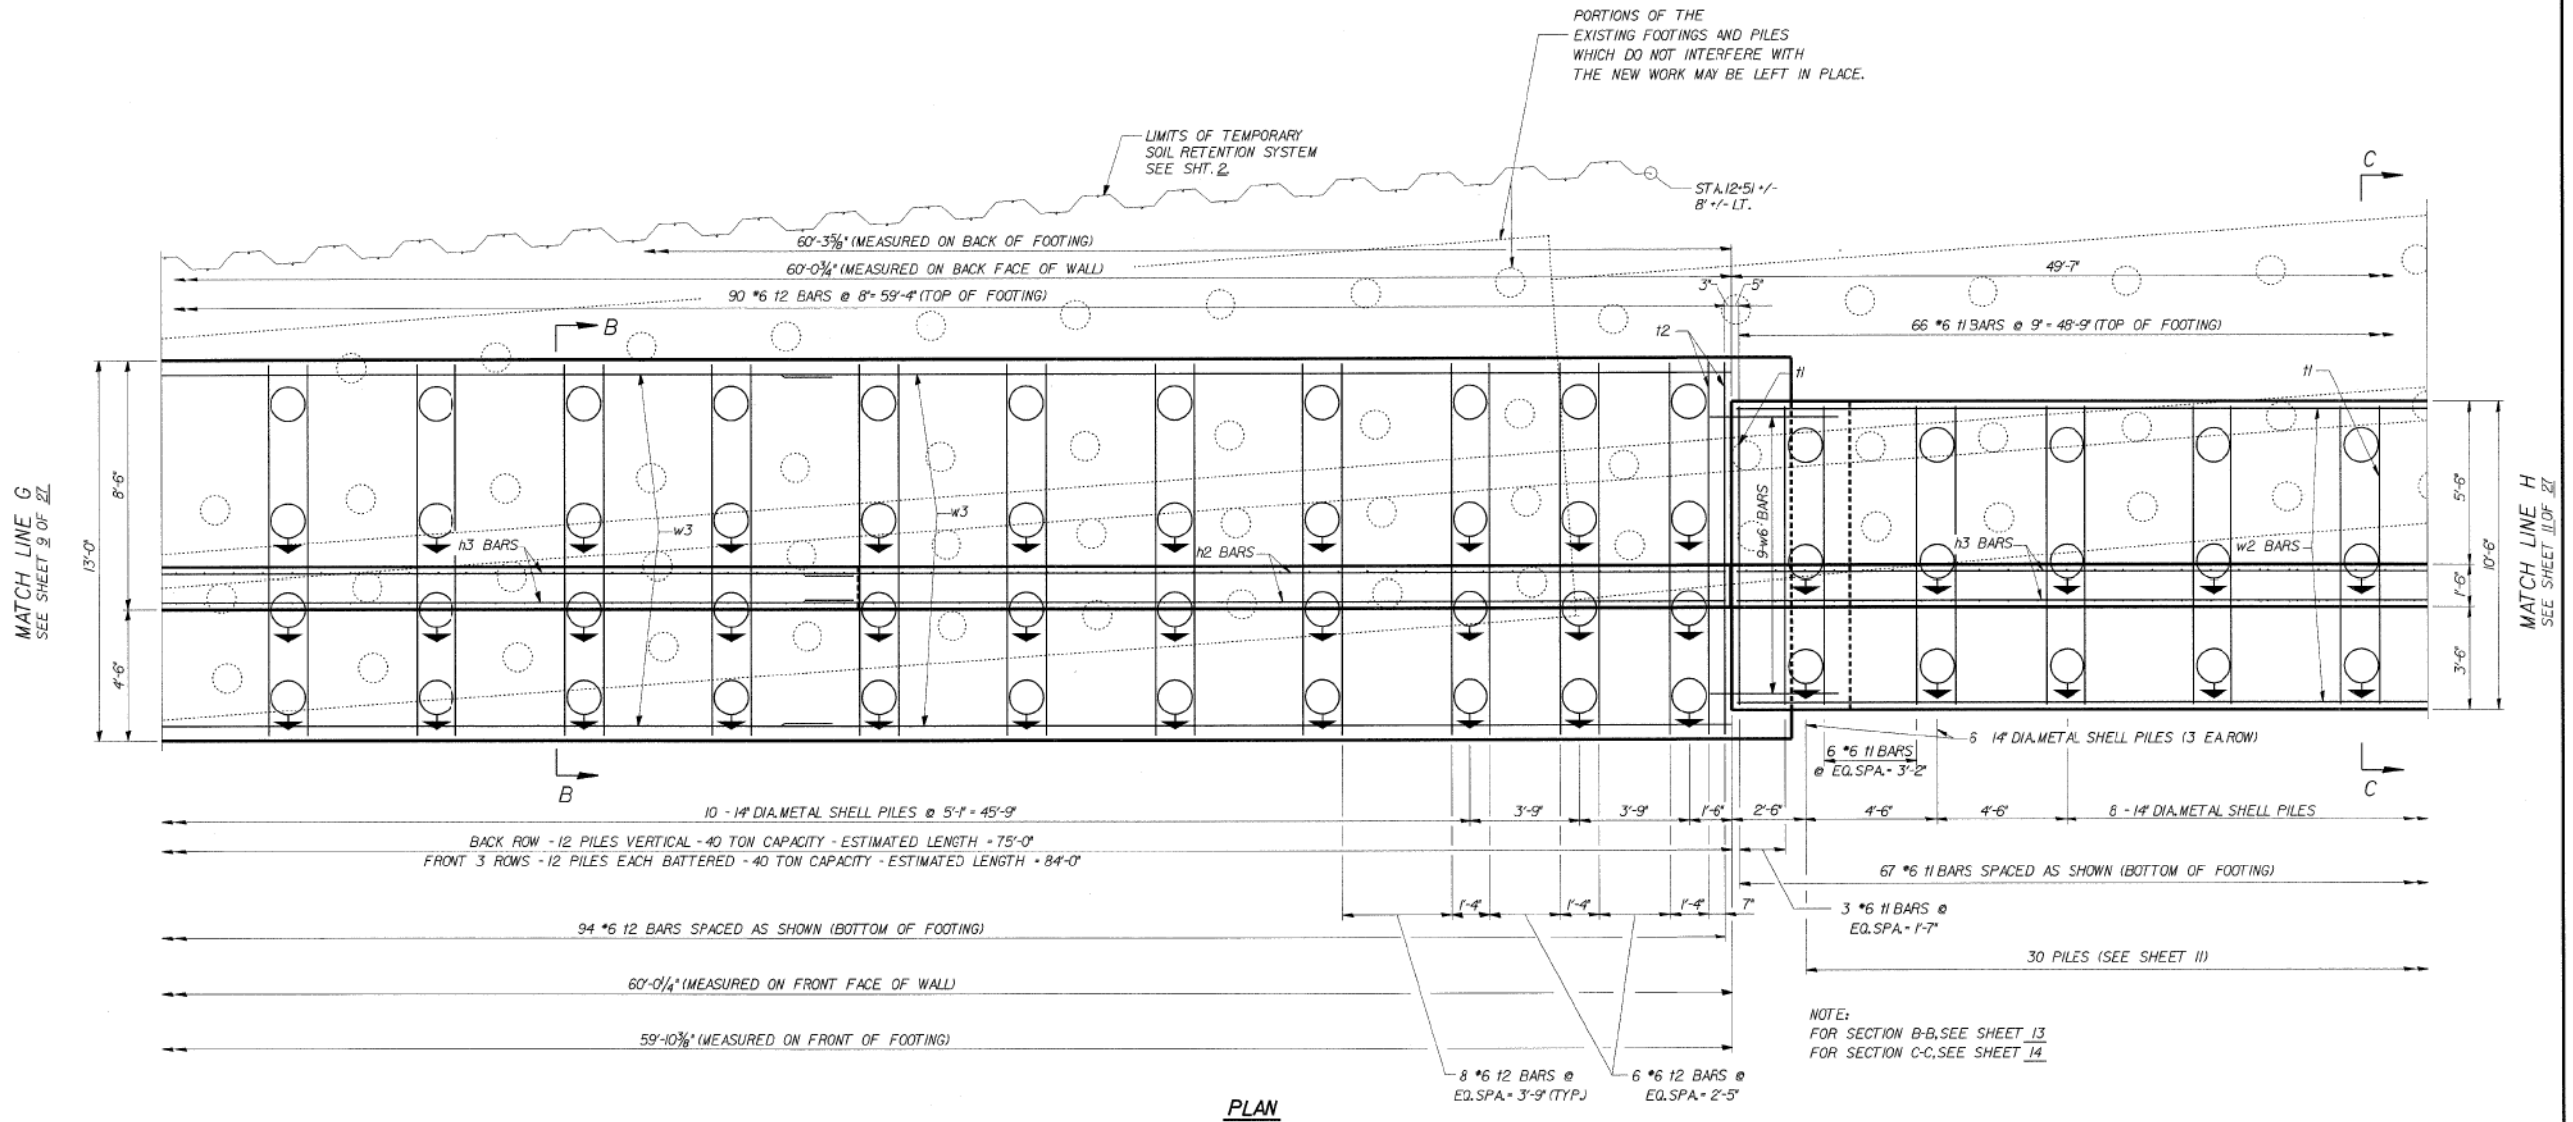 PORTIONS OF THE
EXISTING FOOTINGS AND PILES
WHICH DO NOT INTERFERE WITH
THE NEW WORK MAY BE LEFT IN PLACE.
LIMITS OF TEMPORARY
SOIL RETENTION SYSTEM
SEE SHT. 2
STA.12+51 +/-
8' +/- LT.
C
60'-3⅝" (MEASURED ON BACK OF FOOTING)
60'-0¾" (MEASURED ON BACK FACE OF WALL)
49'-7"
90 #6 t2 BARS @ 8"= 59'-4" (TOP OF FOOTING)
3"
5"
66 #6 t1 BARS @ 9" = 48'-9" (TOP OF FOOTING)
B
t2
t1
t1
MATCH LINE G
SEE SHEET 9 OF 27
13'-0"
8'-6"
4'-6"
w3
w3
h3 BARS
h2 BARS
9-w6 BARS
h3 BARS
w2 BARS
5'-6"
1'-6"
3'-6"
10'-6"
MATCH LINE H
SEE SHEET 11 OF 27
6 14" DIA.METAL SHELL PILES (3 EA.ROW)
6 #6 t1 BARS
@ EQ.SPA.= 3'-2"
B
C
10 - 14" DIA.METAL SHELL PILES @ 5'-1" = 45'-9"
3'-9"
3'-9"
1'-6"
2'-6"
4'-6"
4'-6"
8 - 14" DIA.METAL SHELL PILES
BACK ROW - 12 PILES VERTICAL - 40 TON CAPACITY - ESTIMATED LENGTH = 75'-0"
FRONT 3 ROWS - 12 PILES EACH BATTERED - 40 TON CAPACITY - ESTIMATED LENGTH = 84'-0"
67 #6 t1 BARS SPACED AS SHOWN (BOTTOM OF FOOTING)
1'-4"
1'-4"
1'-4"
7"
3 #6 t1 BARS @
EQ.SPA.= 1'-7"
94 #6 t2 BARS SPACED AS SHOWN (BOTTOM OF FOOTING)
30 PILES (SEE SHEET 11)
60'-0¼" (MEASURED ON FRONT FACE OF WALL)
59'-10⅜" (MEASURED ON FRONT OF FOOTING)
NOTE:
FOR SECTION B-B,SEE SHEET 13
FOR SECTION C-C,SEE SHEET 14
8 #6 t2 BARS @
EQ.SPA.= 3'-9" (TYP.)
6 #6 t2 BARS @
EQ.SPA.= 2'-5"
PLAN